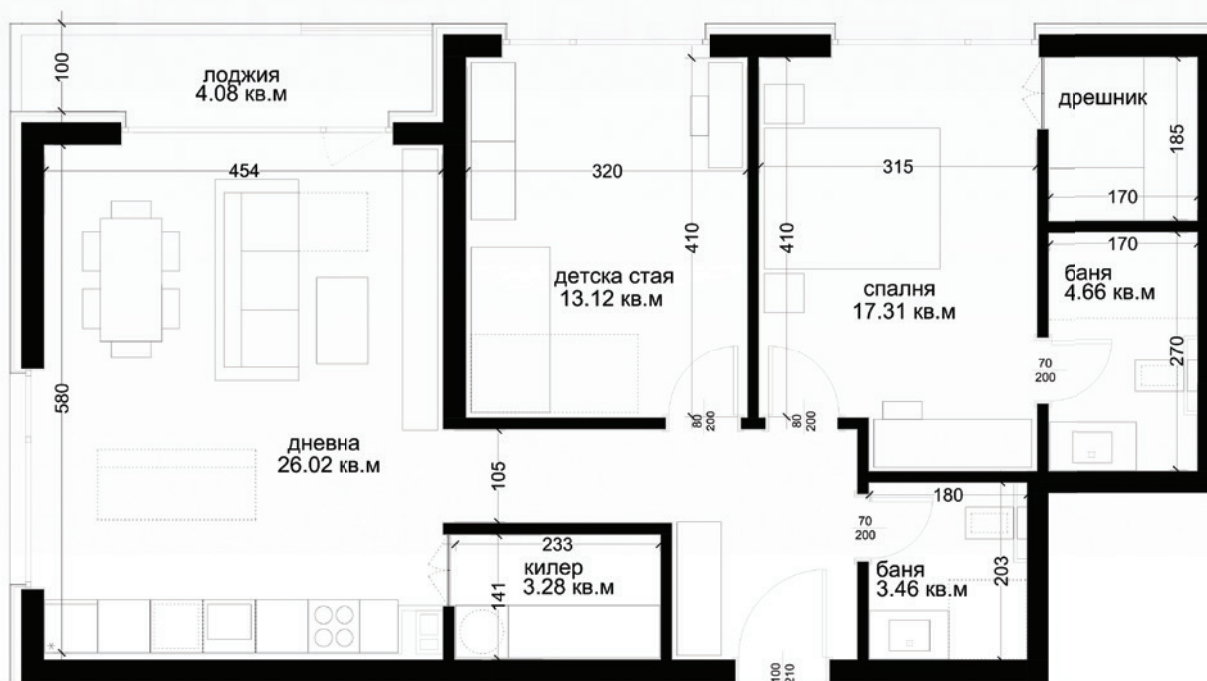 100
лоджия
4.08 кв.м
454
580
дневна
26.02 кв.м
320
410
детска стая
13.12 кв.м
80
200
315
410
спалня
17.31 кв.м
80
200
дрешник
185
170
170
баня
4.66 кв.м
270
70
200
105
233
килер
3.28 кв.м
141
180
70
200
баня
3.46 кв.м
203
100
210
*